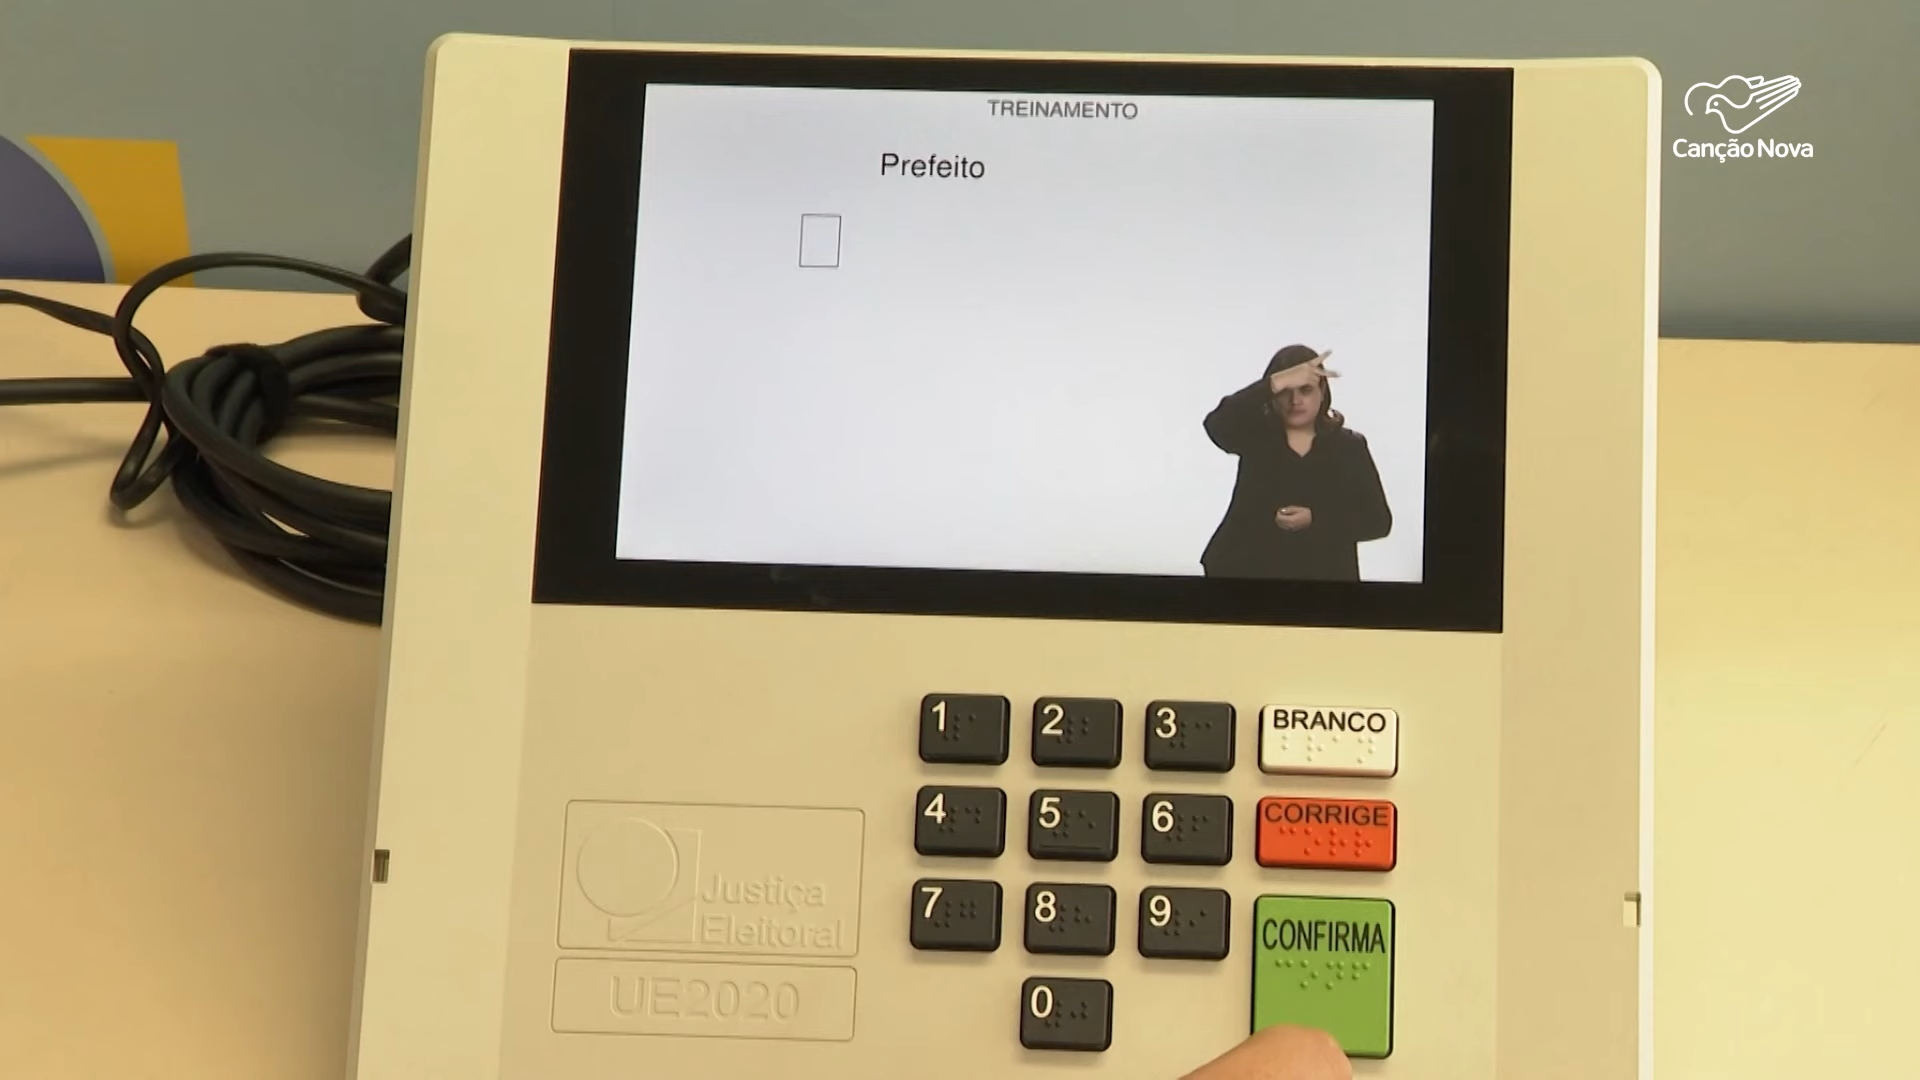 TREINAMENTO
Prefeito
Canção Nova
1 2 3 BRANCO
4 5 6 CORRIGE
7 8 9 CONFIRMA
0
Justiça
Eleitoral
UE2020